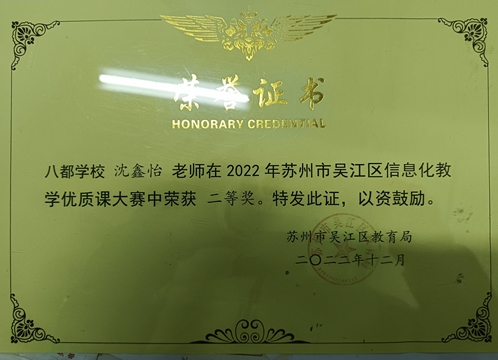 荣誉证书
HONORARY CREDENTIAL
八都学校 沈鑫怡 老师在 2022 年苏州市吴江区信息化教
学优质课大赛中荣获 二等奖。特发此证，以资鼓励。
苏州市吴江区教育局
二〇二二年十二月